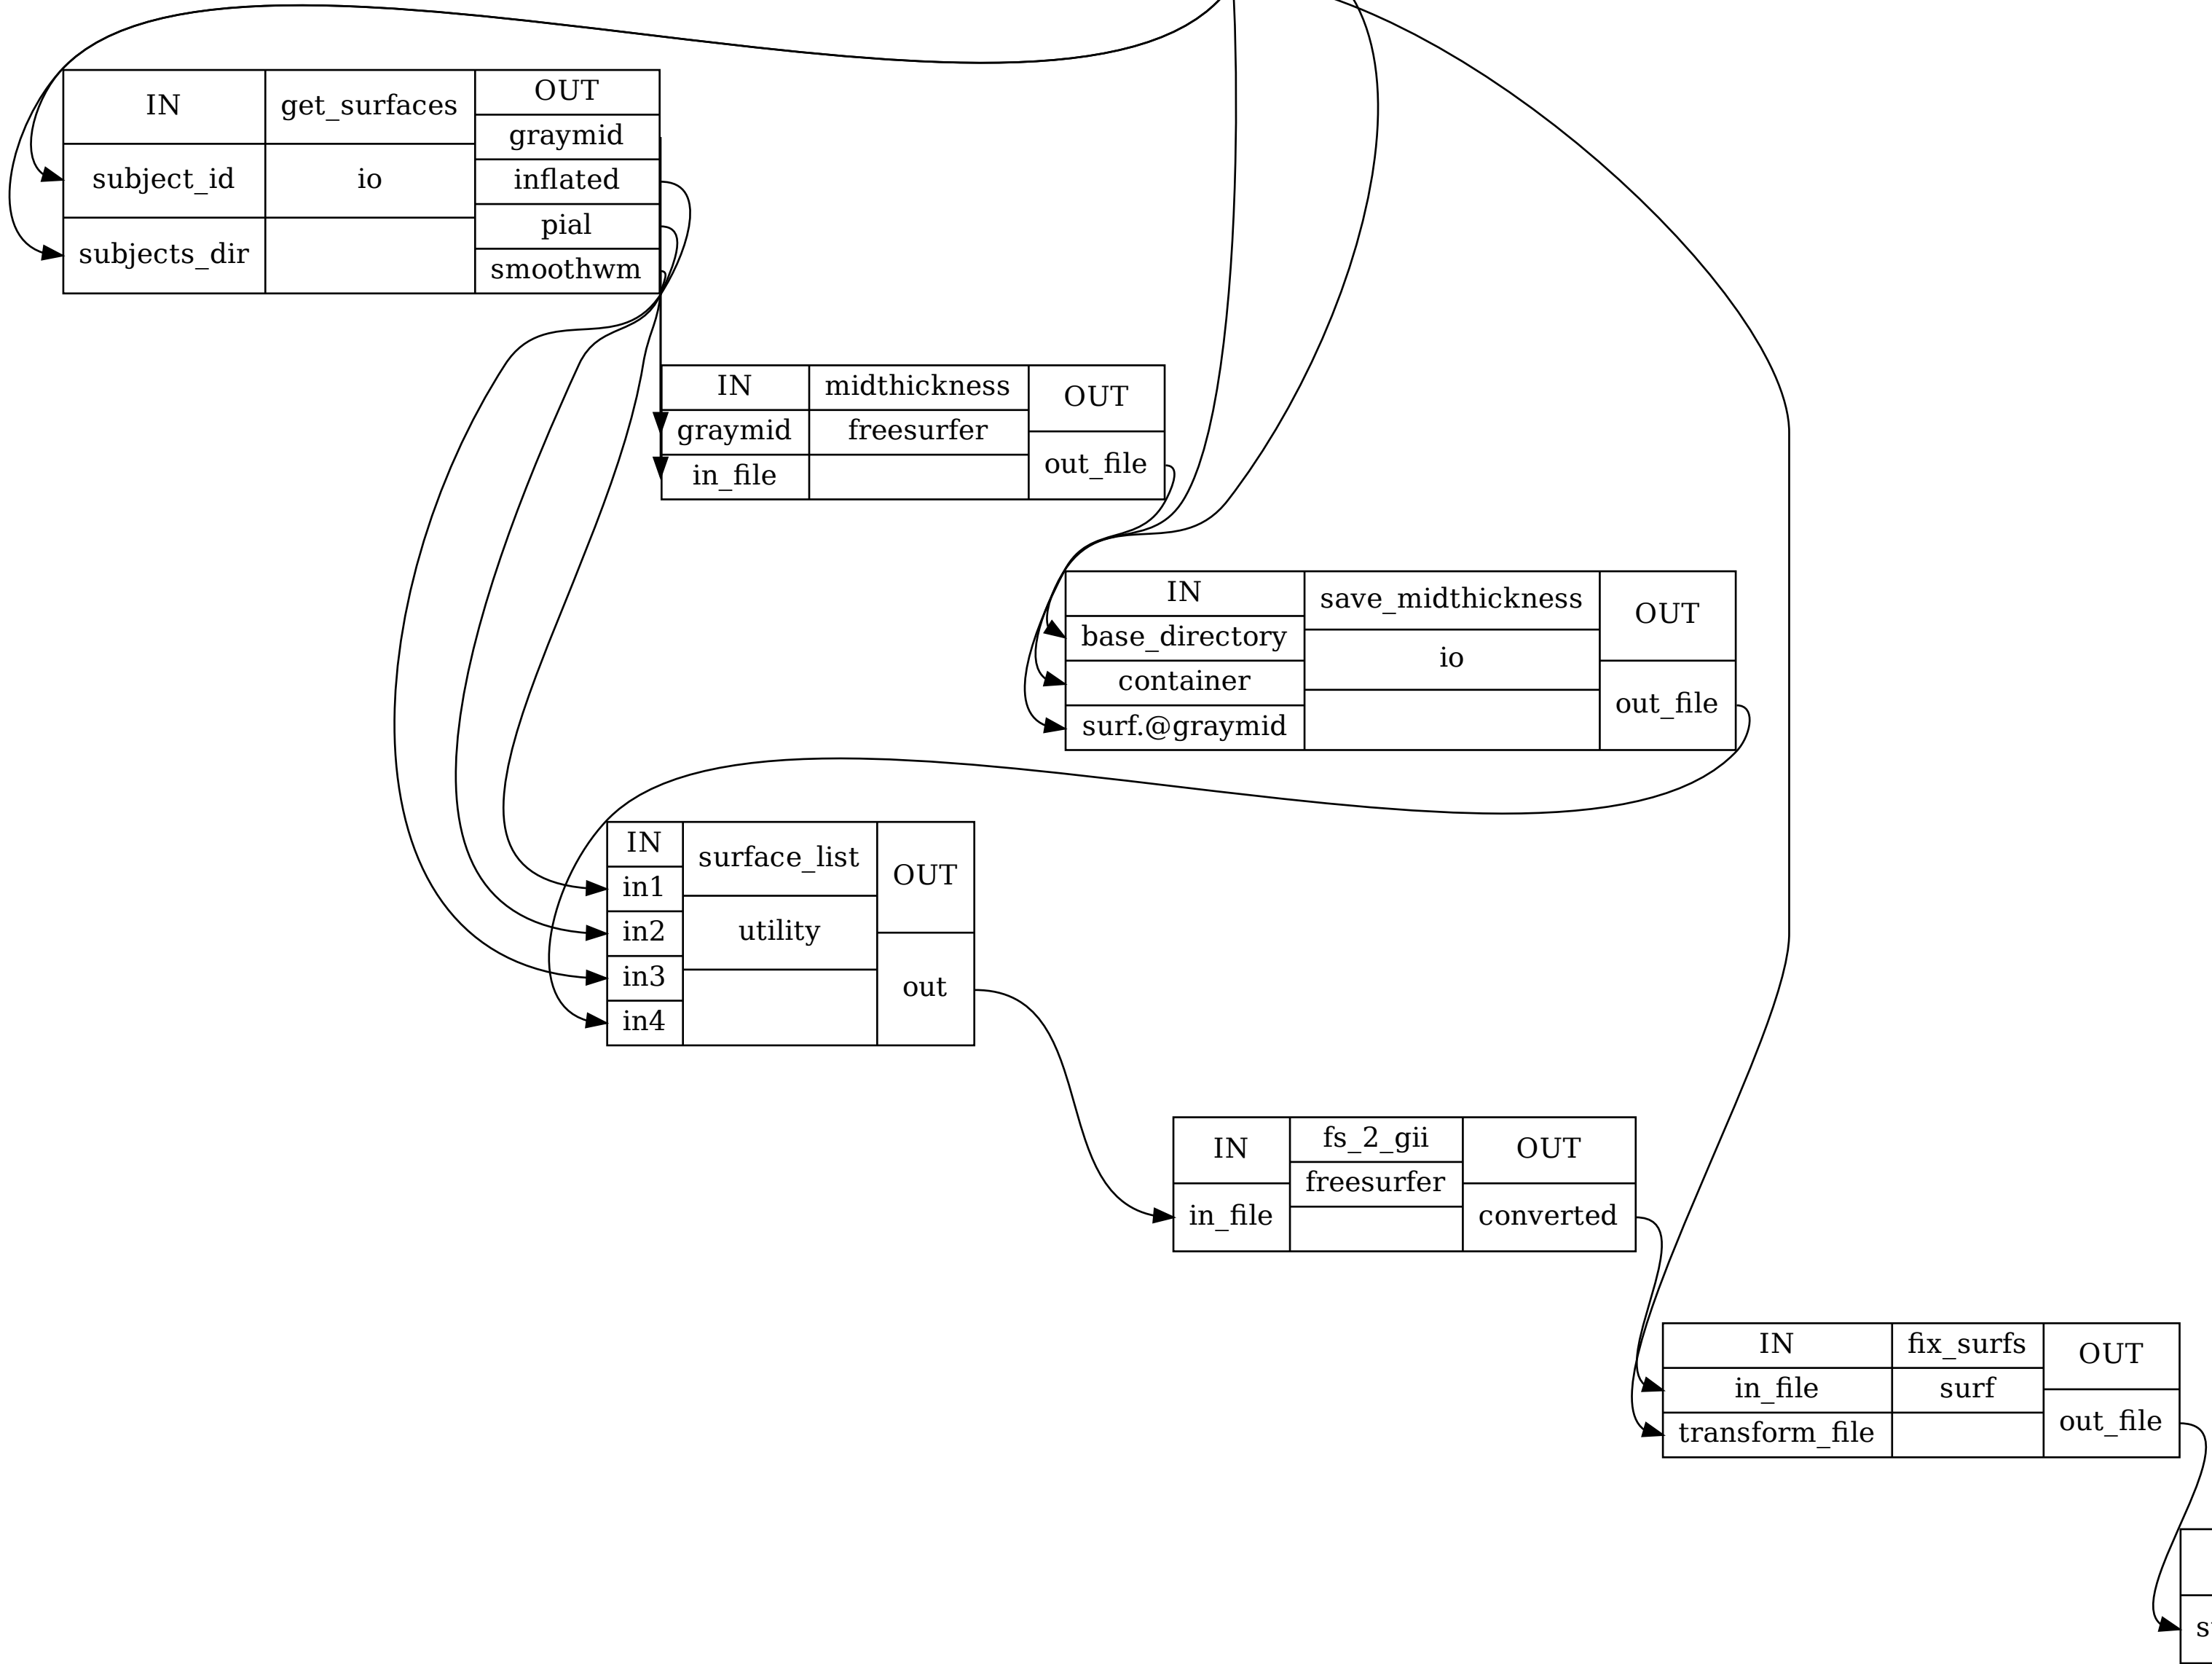 IN
subject_id
subjects_dir
get_surfaces
io
OUT
graymid
inflated
pial
smoothwm
IN
graymid
in_file
midthickness
freesurfer
OUT
out_file
IN
base_directory
container
surf.@graymid
save_midthickness
io
OUT
out_file
IN
in1
in2
in3
in4
surface_list
utility
OUT
out
IN
in_file
fs_2_gii
freesurfer
OUT
converted
IN
in_file
transform_file
fix_surfs
surf
OUT
out_file